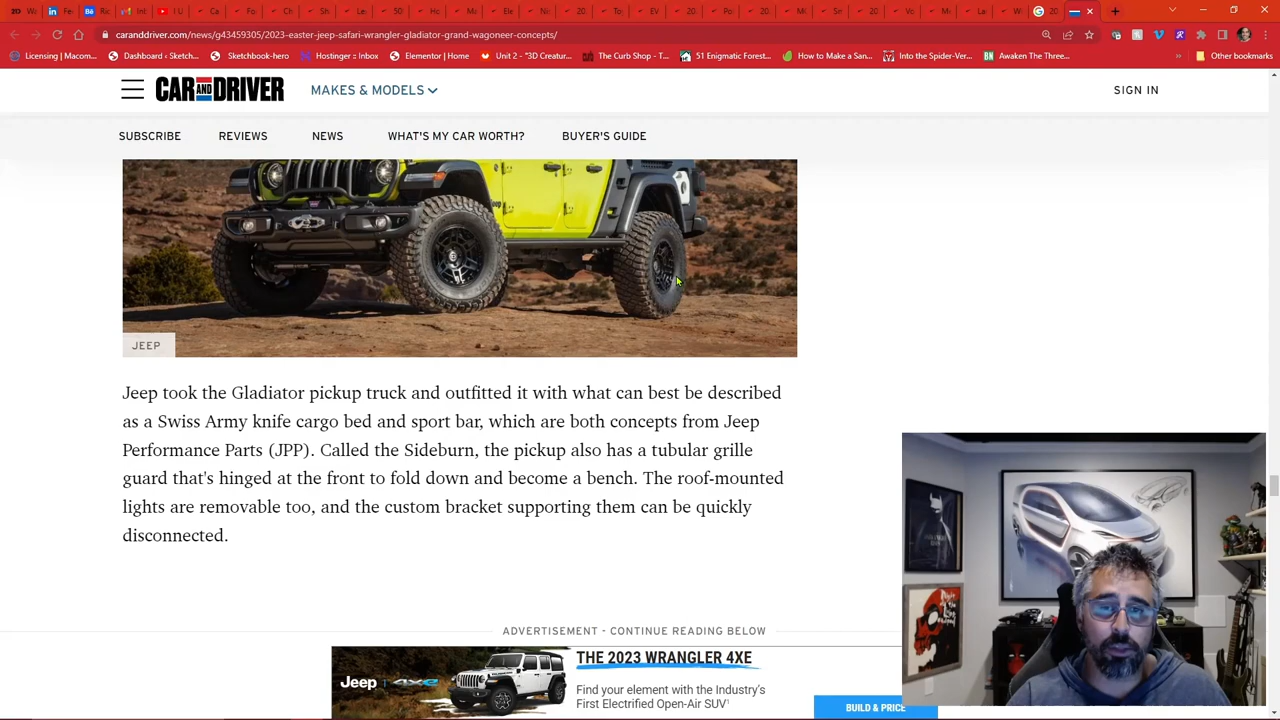 caranddriver.com/news/g43459305/2023-easter-jeep-safari-wrangler-gladiator-grand-wagoneer-concepts/
Licensing | Macom...
Dashboard ‹ Sketch...
Sketchbook-hero
Hostinger :: Inbox
Elementor | Home
Unit 2 - "3D Creatur...
The Curb Shop - T...
51 Enigmatic Forest...
How to Make a San...
Into the Spider-Ver...
Awaken The Three...
Other bookmarks
CAR AND DRIVER
MAKES & MODELS
SIGN IN
SUBSCRIBE
REVIEWS
NEWS
WHAT'S MY CAR WORTH?
BUYER'S GUIDE
JEEP
Jeep took the Gladiator pickup truck and outfitted it with what can best be described
as a Swiss Army knife cargo bed and sport bar, which are both concepts from Jeep
Performance Parts (JPP). Called the Sideburn, the pickup also has a tubular grille
guard that's hinged at the front to fold down and become a bench. The roof-mounted
lights are removable too, and the custom bracket supporting them can be quickly
disconnected.
ADVERTISEMENT - CONTINUE READING BELOW
Jeep | 4xe
THE 2023 WRANGLER 4XE
Find your element with the Industry's
First Electrified Open-Air SUV¹
BUILD & PRICE